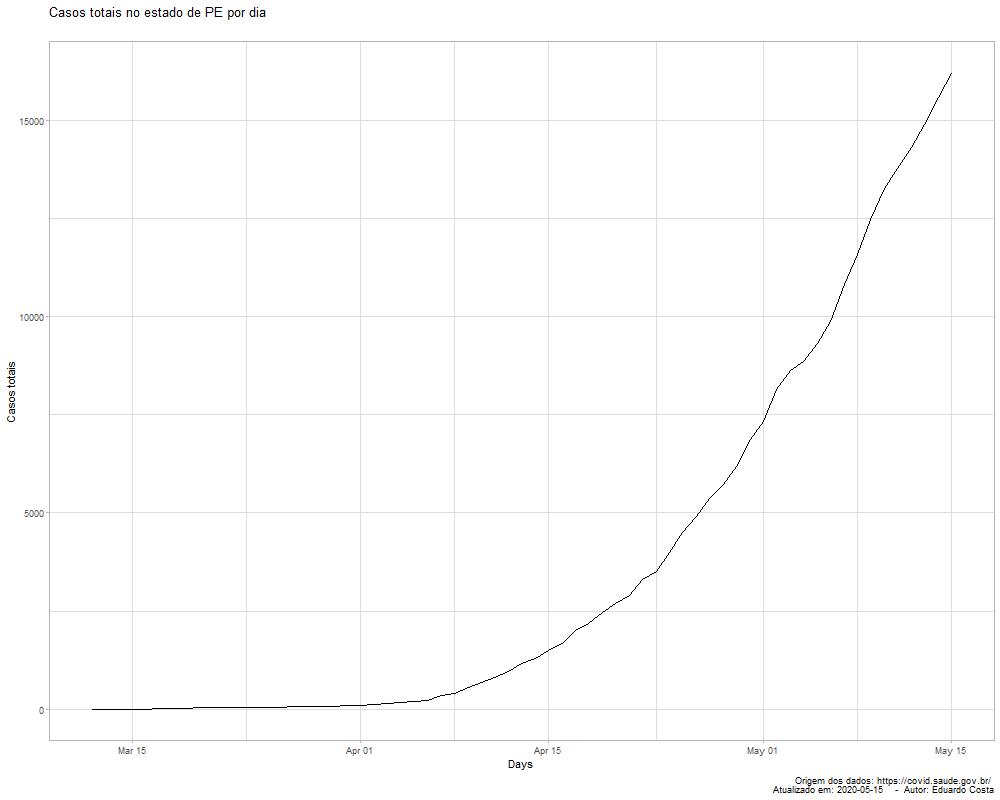 Casos totais no estado de PE por dia
15000
10000
5000
0
Casos totais
Mar 15
Apr 01
Apr 15
May 01
May 15
Days
Origem dos dados: https://covid.saude.gov.br/
Atualizado em: 2020-05-15 - Autor: Eduardo Costa